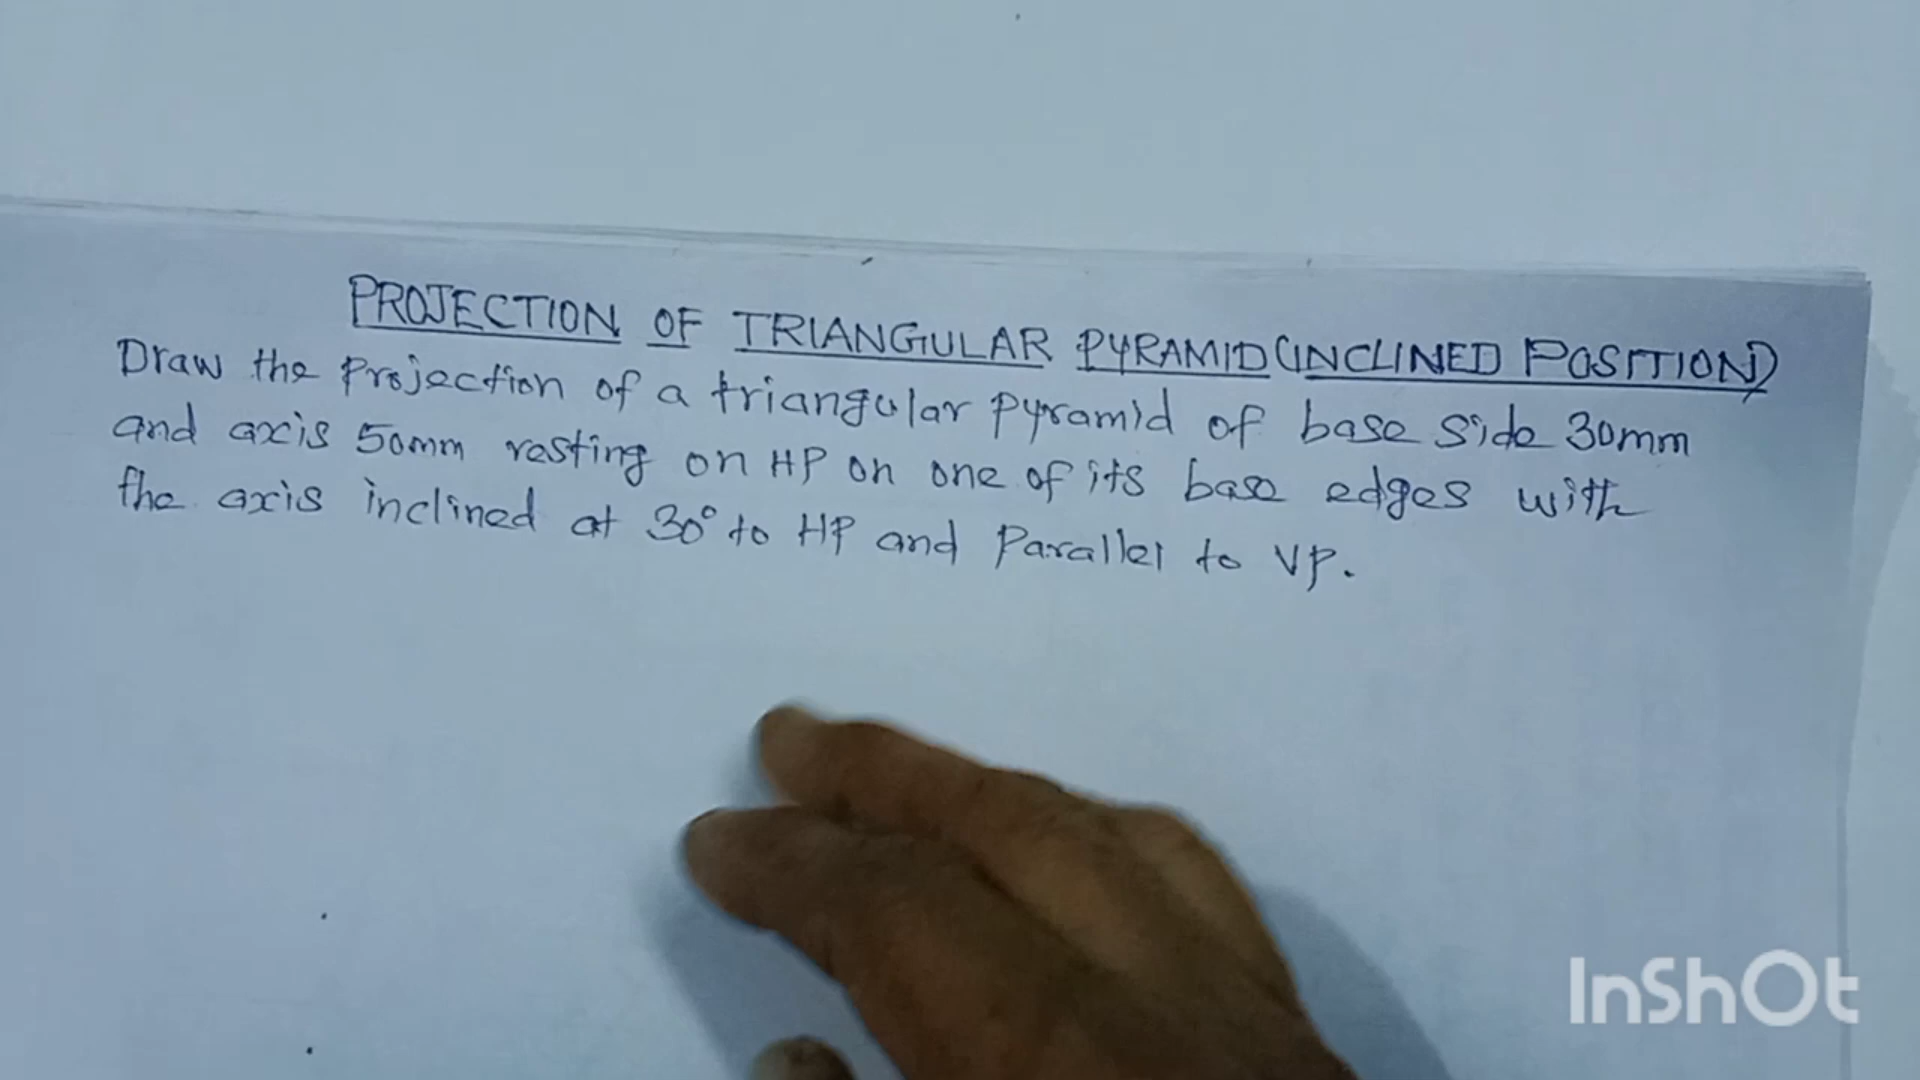 PROJECTION OF TRIANGULAR PYRAMID (INCLINED POSITION)
Draw the projection of a triangular pyramid of base side 30mm
and axis 50mm resting on HP on one of its base edges with
the axis inclined at 30° to HP and parallel to VP.
InShOt